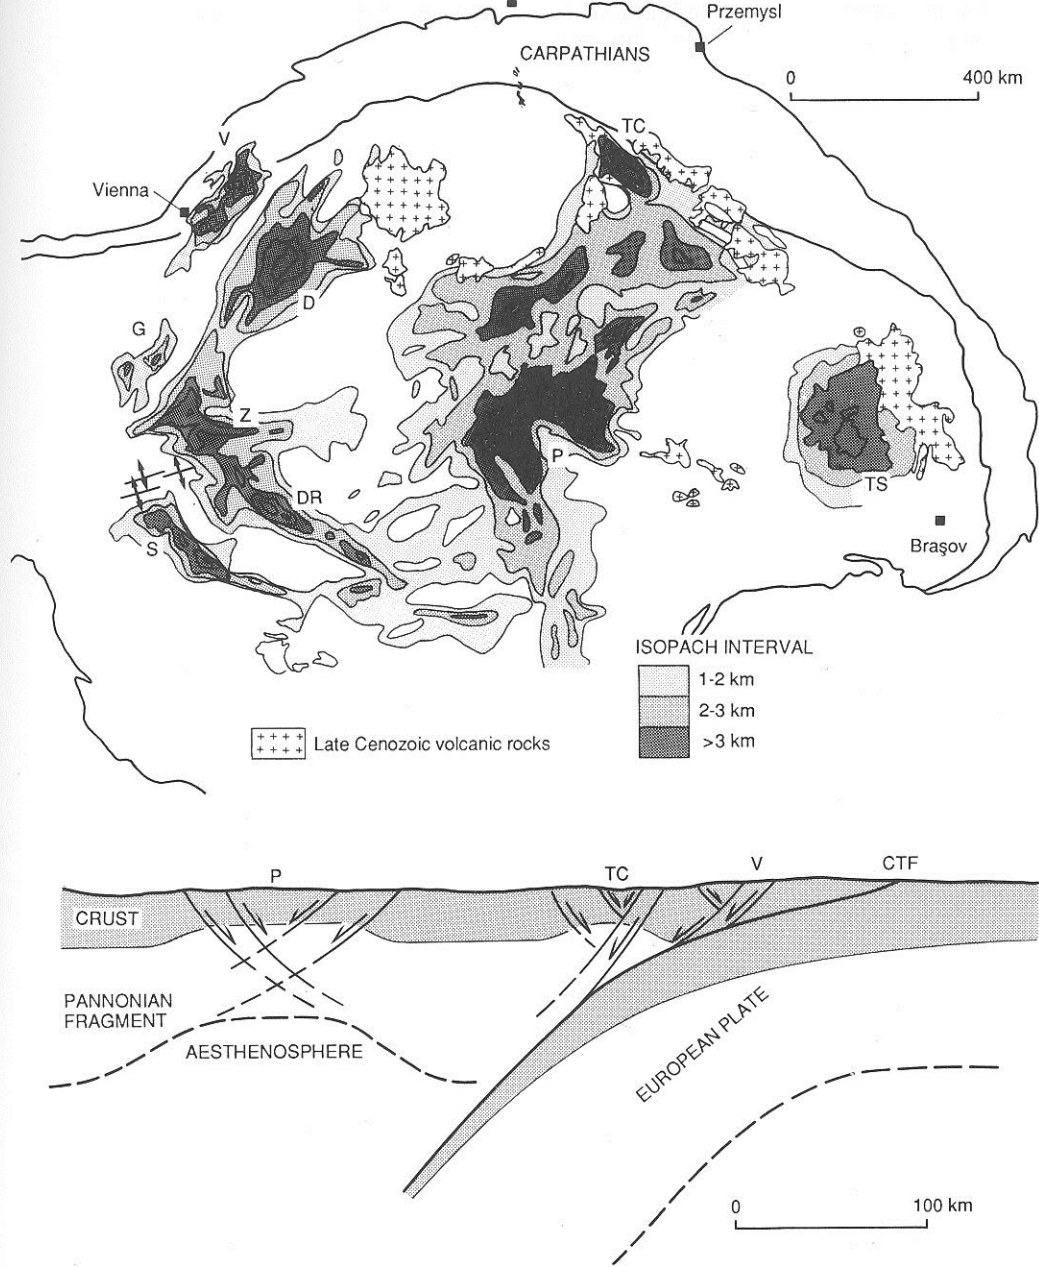 Przemysl
CARPATHIANS
0 400 km
TC
V
Vienna
D
G
Z
P
DR
TS
S
Braşov
ISOPACH INTERVAL
1-2 km
2-3 km
>3 km
Late Cenozoic volcanic rocks
P
TC
V
CTF
CRUST
PANNONIAN
FRAGMENT
AESTHENOSPHERE
EUROPEAN PLATE
0 100 km